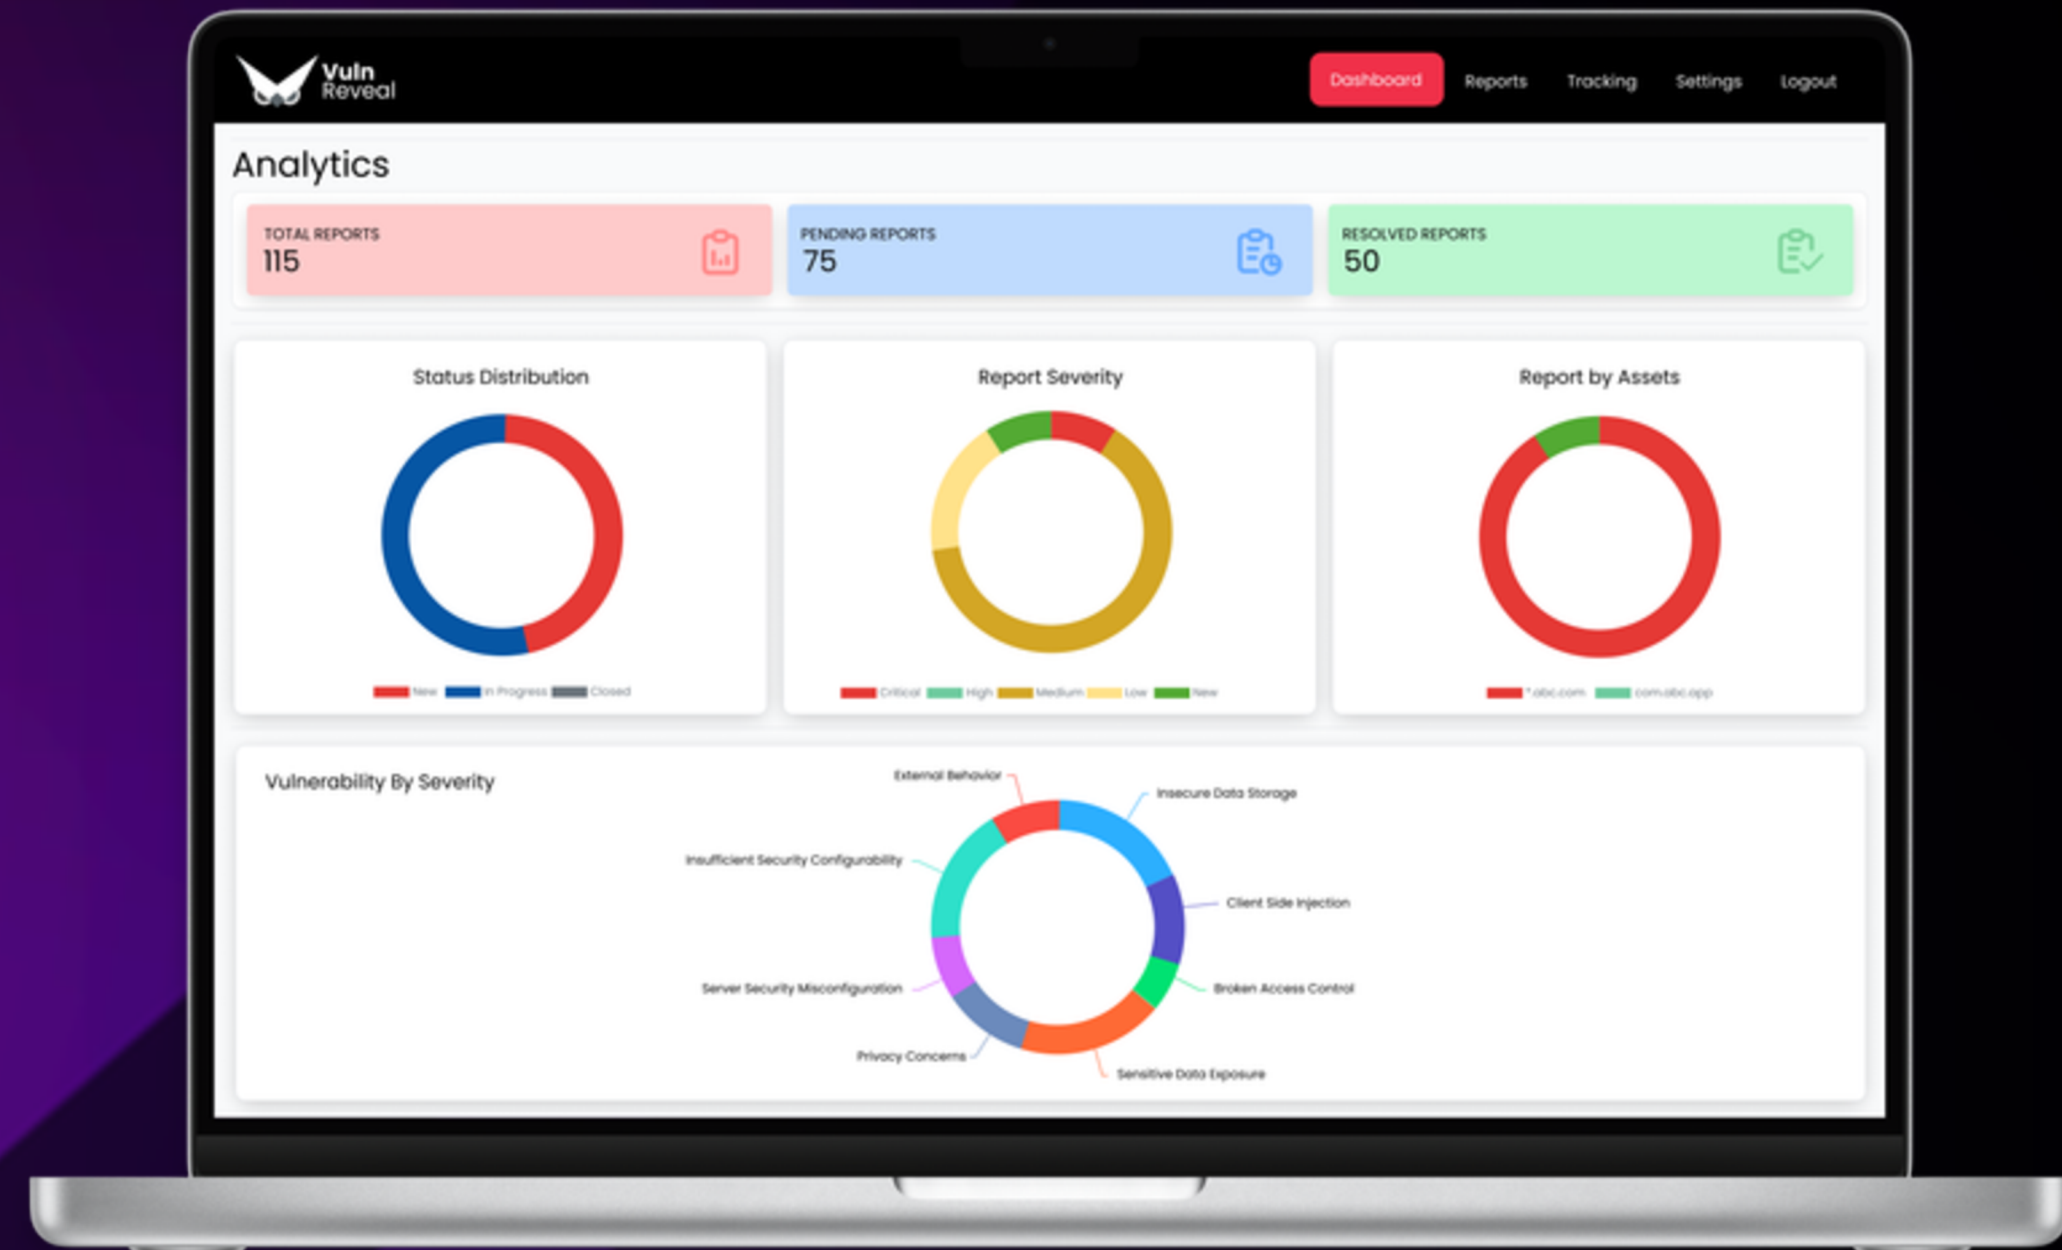 Vuln
Reveal
Dashboard
Reports
Tracking
Settings
Logout
Analytics
TOTAL REPORTS
115
PENDING REPORTS
75
RESOLVED REPORTS
50
Status Distribution
New
In Progress
Closed
Report Severity
Critical
High
Medium
Low
New
Report by Assets
*.abc.com
com.abc.app
Vulnerability By Severity
External Behavior
Insecure Data Storage
Insufficient Security Configurability
Client Side Injection
Server Security Misconfiguration
Broken Access Control
Privacy Concerns
Sensitive Data Exposure